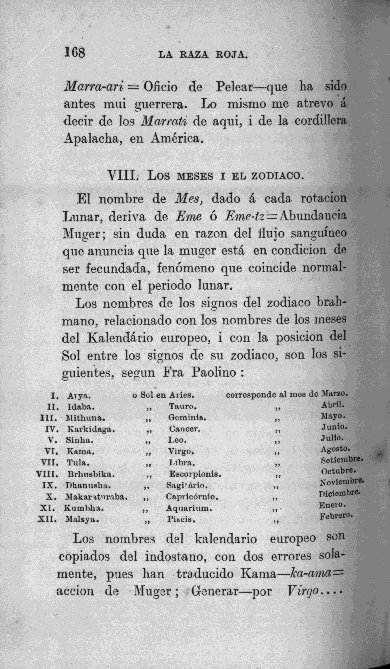 168 LA RAZA ROJA.
Marra-ari = Oficio de Pelear—que ha sido
antes mui guerrera. Lo mismo me atrevo á
decir de los Marrati de aqui, i de la cordillera
Apalacha, en América.
VIII. LOS MESES I EL ZODIACO.
El nombre de Mes, dado á cada rotacion
Lunar, deriva de Eme ó Eme-tz=Abundancia
Muger; sin duda en razon del flujo sanguíneo
que anuncia que la muger está en condicion de
ser fecundada, fenómeno que coincide normal-
mente con el periodo lunar.
Los nombres de los signos del zodiaco brah-
mano, relacionado con los nombres de los meses
del Kalendário europeo, i con la posicion del
Sol entre los signos de su zodiaco, son los si-
guientes, segun Fra Paolino :
I. Arya. o Sol en Aries. corresponde al mes de Marzo.
II. Idaba. „ Tauro. „ Abril.
III. Mithuna. „ Geminis. „ Mayo.
IV. Karkidaga. „ Cancer. „ Junio.
V. Sinha. „ Leo. „ Julio.
VI. Kama. „ Virgo. „ Agosto.
VII. Tula. „ Libra. „ Setiembre.
VIII. „ Escorpionis. „ Octubre.
IX. Dhanusha. „ Sagitário. „ Noviembre.
X. „ Capricórnio. „ Diciembre.
XI. Kumbha. „ Aquarium. „ Enero.
XII. „ Piscis. „ Febrero.
Los nombres del kalendario europeo son
copiados del indostano, con dos errores sola-
mente, pues han traducido Kama—ka-ama=
accion de Muger ; Generar—por Virgo....